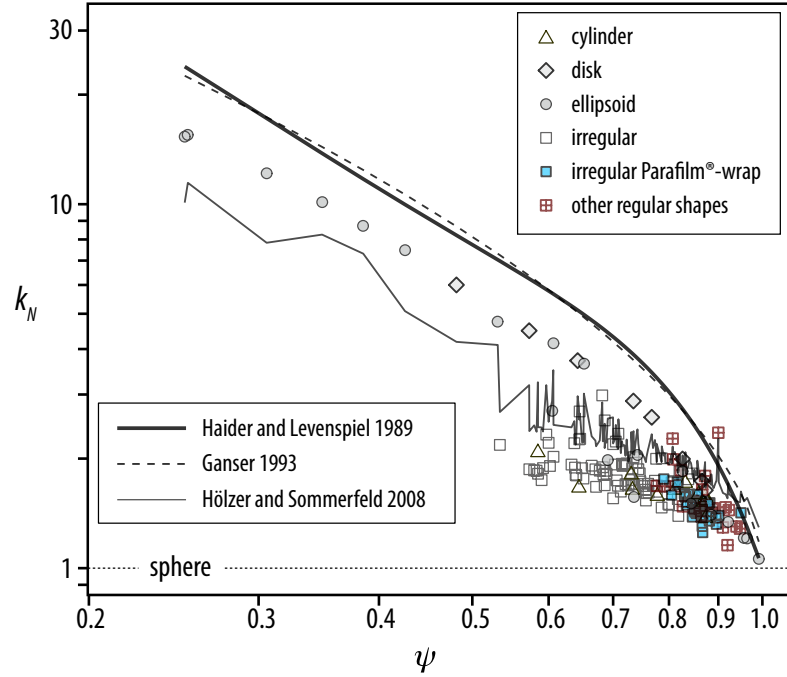 30
10
1
k_N
cylinder
disk
ellipsoid
irregular
irregular Parafilm®-wrap
other regular shapes
Haider and Levenspiel 1989
Ganser 1993
Hölzer and Sommerfeld 2008
sphere
0.2 0.3 0.4 0.5 0.6 0.7 0.8 0.9 1.0
ψ